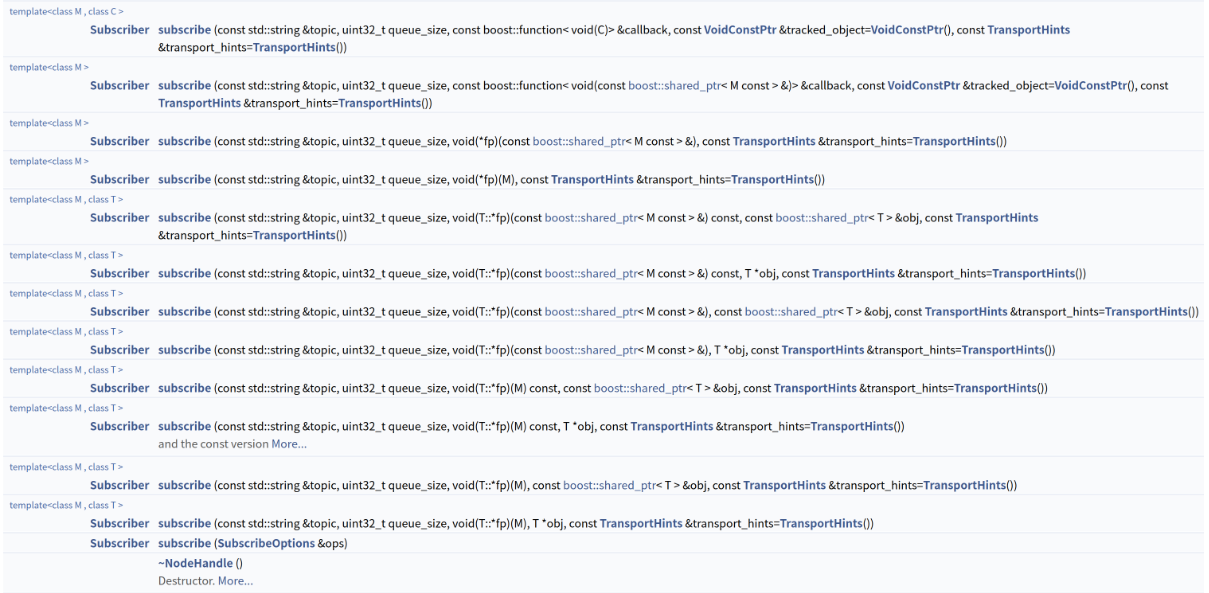 template<class M , class C >
Subscriber subscribe (const std::string &topic, uint32_t queue_size, const boost::function< void(C)> &callback, const VoidConstPtr &tracked_object=VoidConstPtr(), const TransportHints
&transport_hints=TransportHints())
template<class M >
Subscriber subscribe (const std::string &topic, uint32_t queue_size, const boost::function< void(const boost::shared_ptr< M const > &)> &callback, const VoidConstPtr &tracked_object=VoidConstPtr(), const
TransportHints &transport_hints=TransportHints())
template<class M >
Subscriber subscribe (const std::string &topic, uint32_t queue_size, void(*fp)(const boost::shared_ptr< M const > &), const TransportHints &transport_hints=TransportHints())
template<class M >
Subscriber subscribe (const std::string &topic, uint32_t queue_size, void(*fp)(M), const TransportHints &transport_hints=TransportHints())
template<class M , class T >
Subscriber subscribe (const std::string &topic, uint32_t queue_size, void(T::*fp)(const boost::shared_ptr< M const > &) const, const boost::shared_ptr< T > &obj, const TransportHints
&transport_hints=TransportHints())
template<class M , class T >
Subscriber subscribe (const std::string &topic, uint32_t queue_size, void(T::*fp)(const boost::shared_ptr< M const > &) const, T *obj, const TransportHints &transport_hints=TransportHints())
template<class M , class T >
Subscriber subscribe (const std::string &topic, uint32_t queue_size, void(T::*fp)(const boost::shared_ptr< M const > &), const boost::shared_ptr< T > &obj, const TransportHints &transport_hints=TransportHints())
template<class M , class T >
Subscriber subscribe (const std::string &topic, uint32_t queue_size, void(T::*fp)(const boost::shared_ptr< M const > &), T *obj, const TransportHints &transport_hints=TransportHints())
template<class M , class T >
Subscriber subscribe (const std::string &topic, uint32_t queue_size, void(T::*fp)(M) const, const boost::shared_ptr< T > &obj, const TransportHints &transport_hints=TransportHints())
template<class M , class T >
Subscriber subscribe (const std::string &topic, uint32_t queue_size, void(T::*fp)(M) const, T *obj, const TransportHints &transport_hints=TransportHints())
and the const version More...
template<class M , class T >
Subscriber subscribe (const std::string &topic, uint32_t queue_size, void(T::*fp)(M), const boost::shared_ptr< T > &obj, const TransportHints &transport_hints=TransportHints())
template<class M , class T >
Subscriber subscribe (const std::string &topic, uint32_t queue_size, void(T::*fp)(M), T *obj, const TransportHints &transport_hints=TransportHints())
Subscriber subscribe (SubscribeOptions &ops)
~NodeHandle ()
Destructor. More...